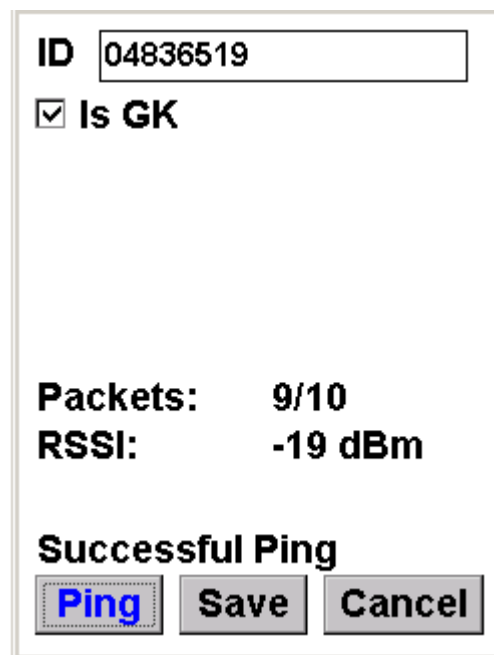 ID 04836519
Is GK
Packets: 9/10
RSSI: -19 dBm
Successful Ping
Ping Save Cancel